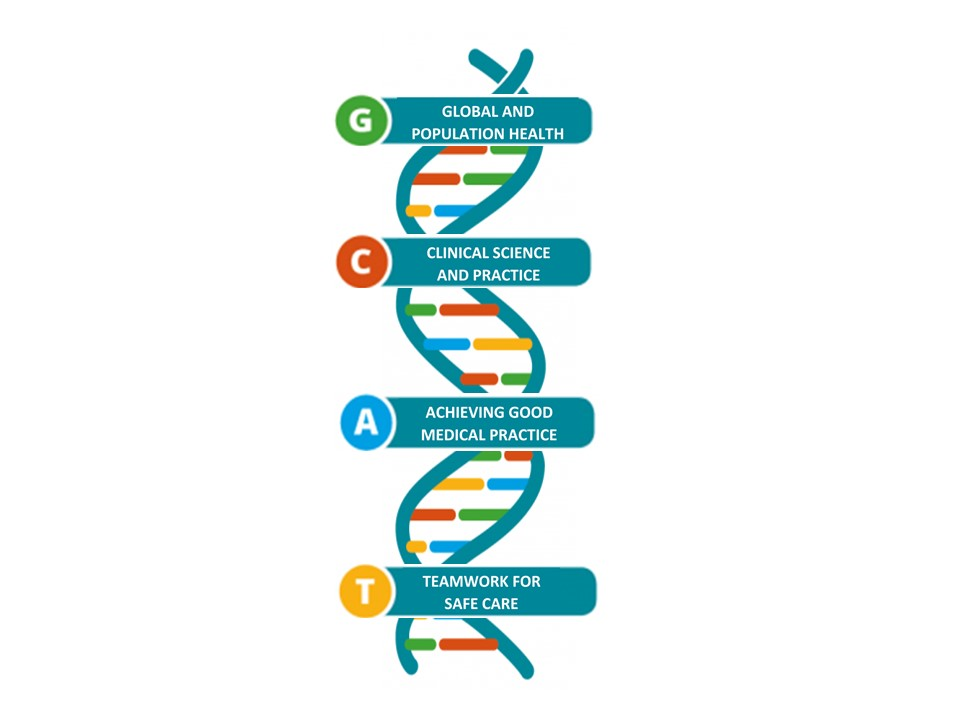 G
GLOBAL AND
POPULATION HEALTH
C
CLINICAL SCIENCE
AND PRACTICE
A
ACHIEVING GOOD
MEDICAL PRACTICE
T
TEAMWORK FOR
SAFE CARE